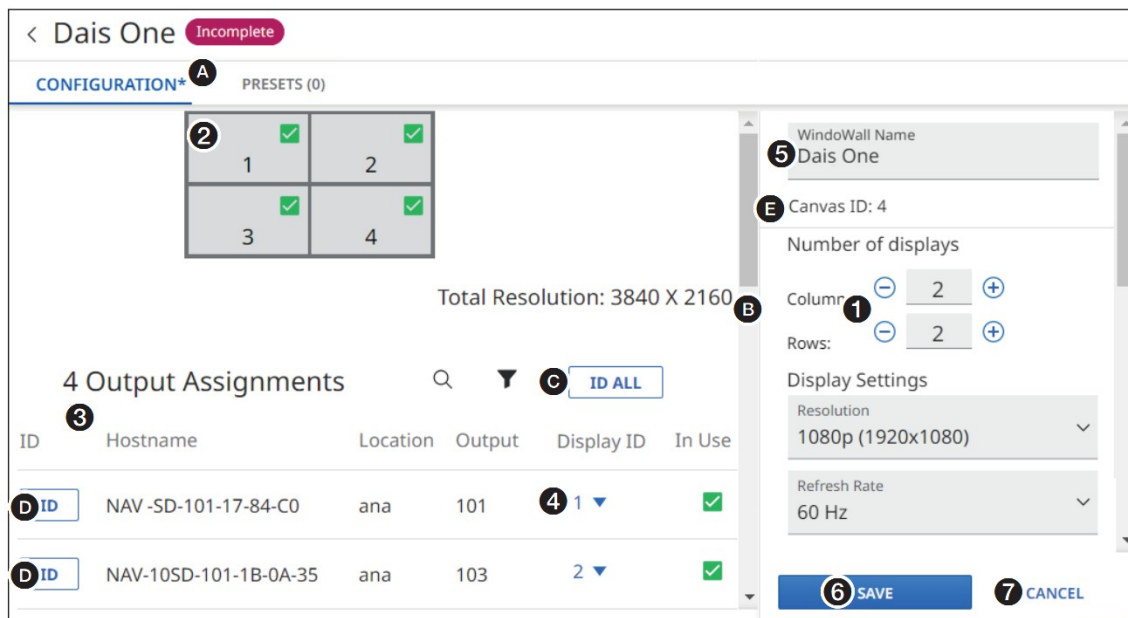 Dais One Incomplete
CONFIGURATION* A PRESETS (0)
2 1 2
3 4
Total Resolution: 3840 X 2160
B
4 Output Assignments C ID ALL
3
ID Hostname Location Output Display ID In Use
D ID NAV -SD-101-17-84-C0 ana 101 4 1
D ID NAV-10SD-101-1B-0A-35 ana 103 2
WindoWall Name
5 Dais One
E Canvas ID: 4
Number of displays
Column 1 2
Rows: 2
Display Settings
Resolution
1080p (1920x1080)
Refresh Rate
60 Hz
6 SAVE 7 CANCEL